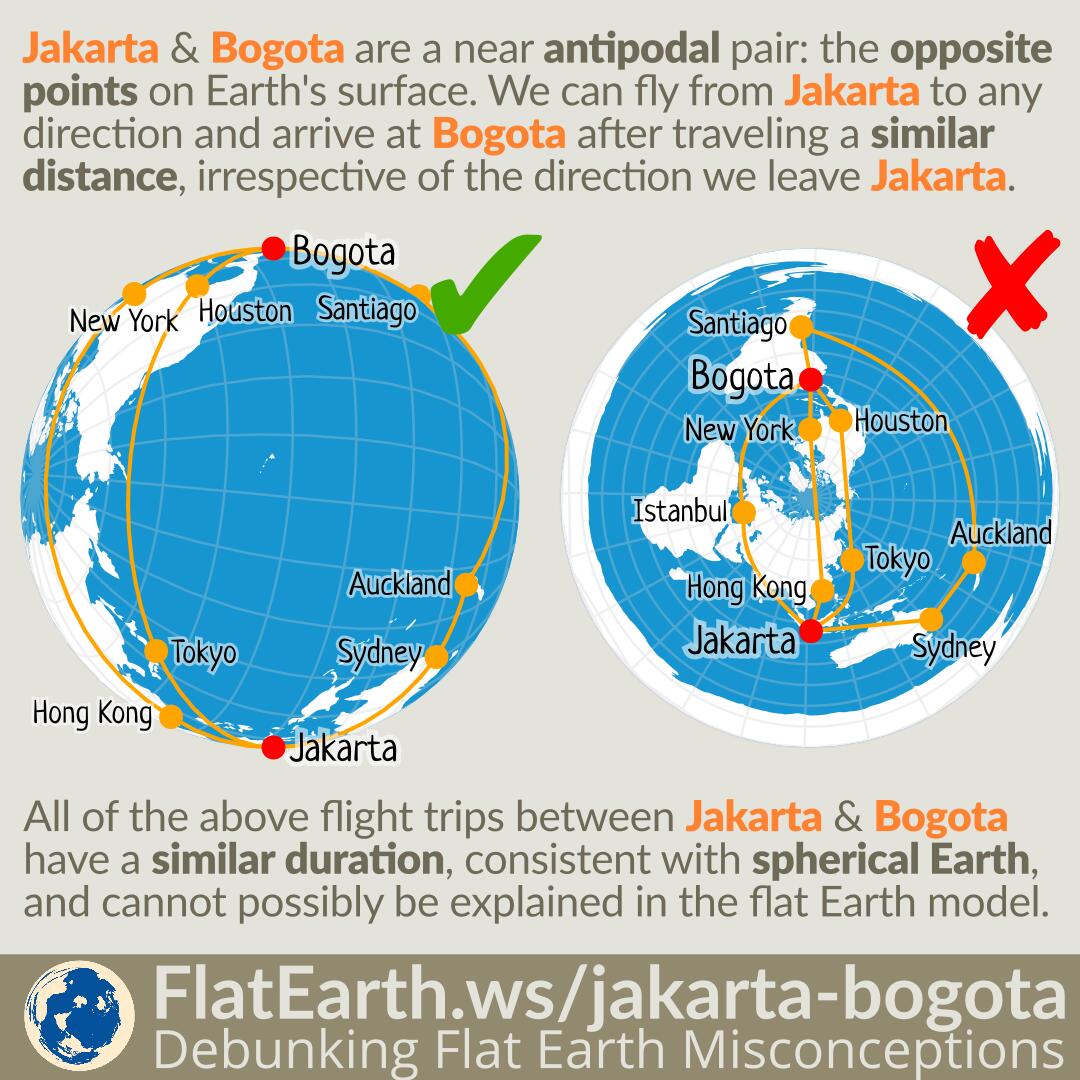 Jakarta & Bogota are a near antipodal pair: the opposite
points on Earth's surface. We can fly from Jakarta to any
direction and arrive at Bogota after traveling a similar
distance, irrespective of the direction we leave Jakarta.
Bogota
New York
Houston
Santiago
Auckland
Tokyo
Sydney
Hong Kong
Jakarta
Santiago
Bogota
New York
Houston
Istanbul
Auckland
Tokyo
Hong Kong
Jakarta
Sydney
All of the above flight trips between Jakarta & Bogota
have a similar duration, consistent with spherical Earth,
and cannot possibly be explained in the flat Earth model.
FlatEarth.ws/jakarta-bogota
Debunking Flat Earth Misconceptions